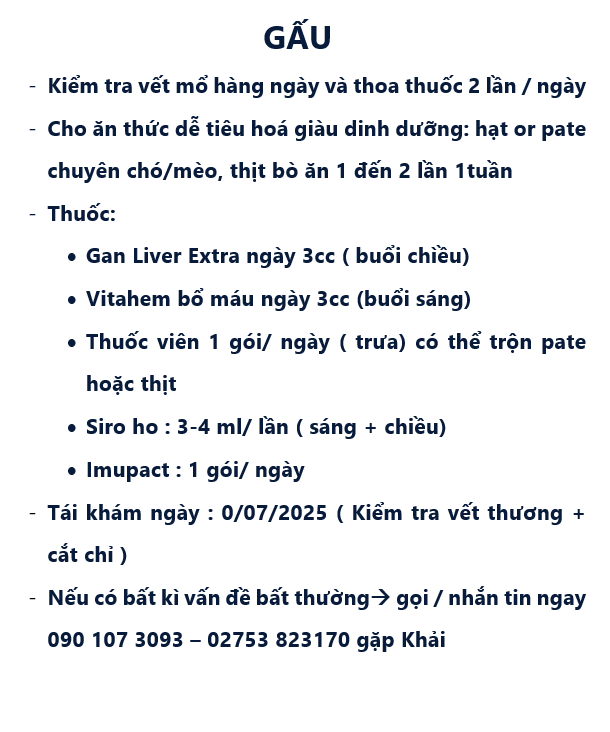 GẤU
- Kiểm tra vết mổ hàng ngày và thoa thuốc 2 lần / ngày
- Cho ăn thức dễ tiêu hoá giàu dinh dưỡng: hạt or pate
chuyên chó/mèo, thịt bò ăn 1 đến 2 lần 1tuần
- Thuốc:
• Gan Liver Extra ngày 3cc ( buổi chìều)
• Vitahem bổ máu ngày 3cc (buổi sáng)
• Thuốc viên 1 gói/ ngày ( trưa) có thể trộn pate
hoặc thịt
• Siro ho : 3-4 ml/ lần ( sáng + chiều)
• Imupact : 1 gói/ ngày
- Tái khám ngày : 0/07/2025 ( Kiểm tra vết thương +
cắt chỉ )
- Nếu có bất kì vấn đề bất thường→ gọi / nhắn tin ngay
090 107 3093 – 02753 823170 gặp Khải